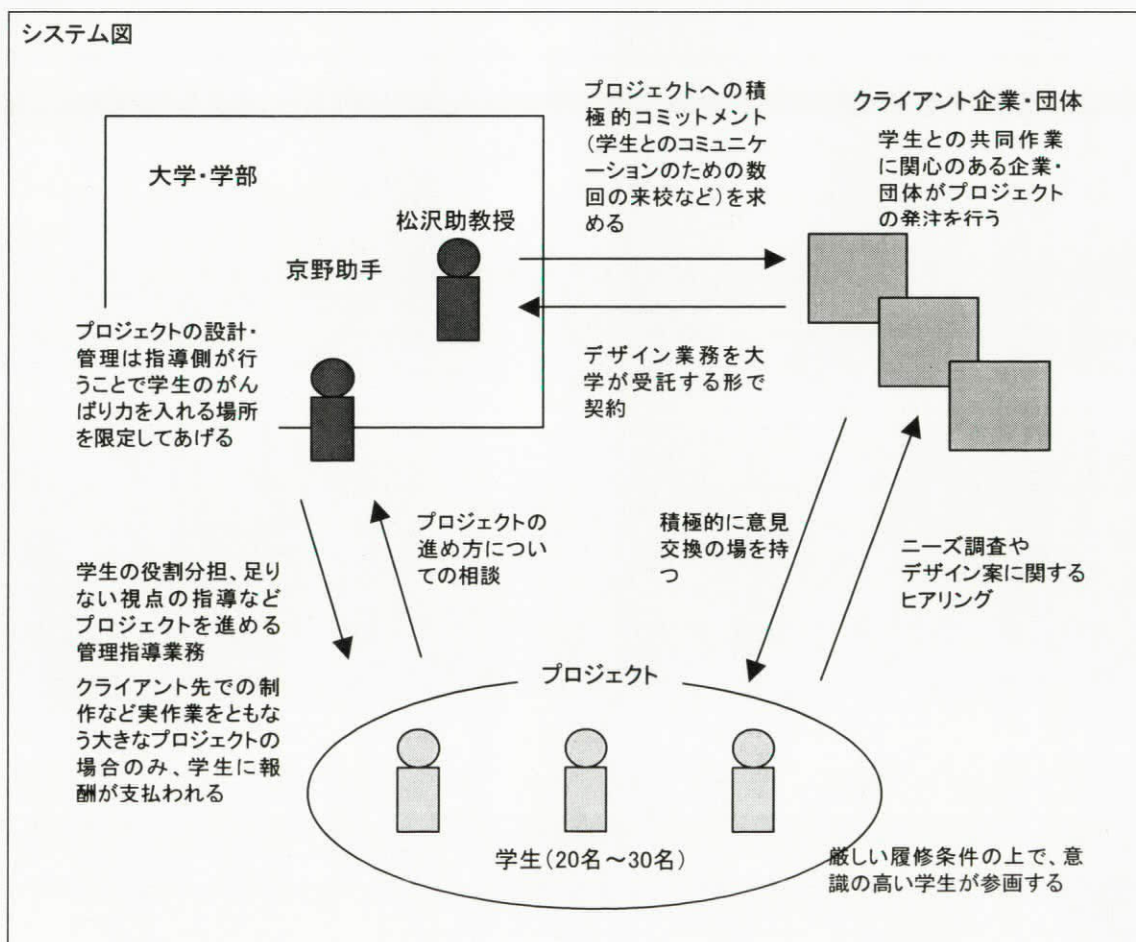 システム図
プロジェクトへの積
極的コミットメント
（学生とのコミュニケ
ーションのための数
回の来校など）を求
める
クライアント企業・団体
学生との共同作業
に関心のある企業・
団体がプロジェクト
の発注を行う
大学・学部
松沢助教授
京野助手
プロジェクトの設計・
管理は指導側が行
うことで学生のがん
ばり力を入れる場所
を限定してあげる
デザイン業務を大
学が受託する形で
契約
プロジェクトの
進め方につい
ての相談
積極的に意見
交換の場を持
つ
ニーズ調査や
デザイン案に関する
ヒアリング
学生の役割分担、足り
ない視点の指導など
プロジェクトを進める
管理指導業務
クライアント先での制
作など実作業をともな
う大きなプロジェクトの
場合のみ、学生に報
酬が支払われる
プロジェクト
学生（20名～30名）
厳しい履修条件の上で、意
識の高い学生が参画する